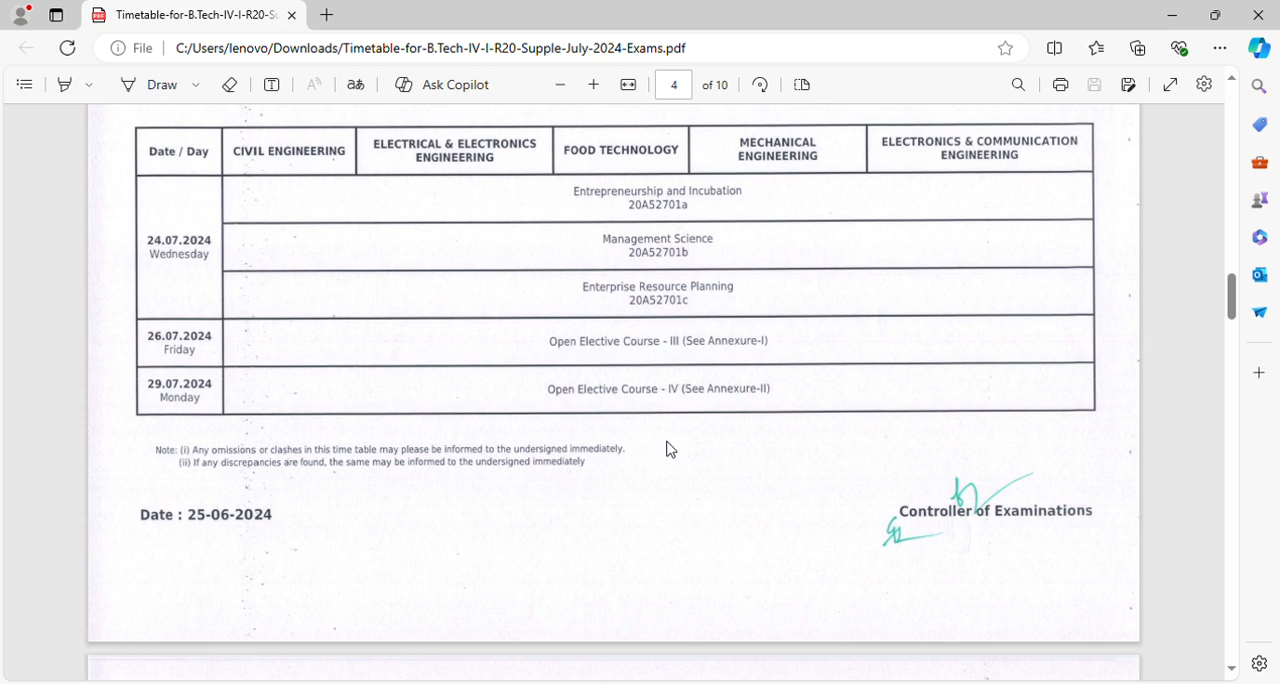 Timetable-for-B.Tech-IV-I-R20-Su
File
C:/Users/lenovo/Downloads/Timetable-for-B.Tech-IV-I-R20-Supple-July-2024-Exams.pdf
Draw
aあ
Ask Copilot
4 of 10
Date / Day
CIVIL ENGINEERING
ELECTRICAL & ELECTRONICS
ENGINEERING
FOOD TECHNOLOGY
MECHANICAL
ENGINEERING
ELECTRONICS & COMMUNICATION
ENGINEERING
24.07.2024
Wednesday
Entrepreneurship and Incubation
20A52701a
Management Science
20A52701b
Enterprise Resource Planning
20A52701c
26.07.2024
Friday
Open Elective Course - III (See Annexure-I)
29.07.2024
Monday
Open Elective Course - IV (See Annexure-II)
Note: (i) Any omissions or clashes in this time table may please be informed to the undersigned immediately.
(ii) If any discrepancies are found, the same may be informed to the undersigned immediately
Date : 25-06-2024
Controller of Examinations